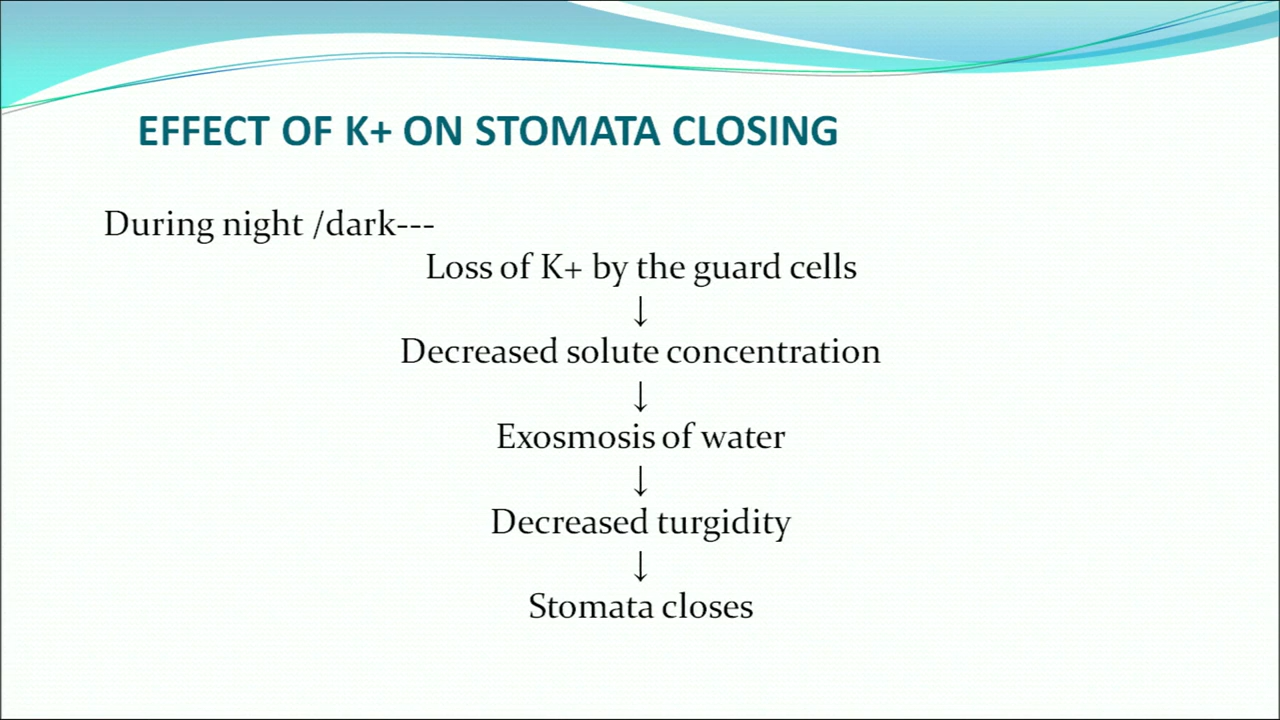 EFFECT OF K+ ON STOMATA CLOSING
During night /dark---
Loss of K+ by the guard cells
↓
Decreased solute concentration
↓
Exosmosis of water
↓
Decreased turgidity
↓
Stomata closes